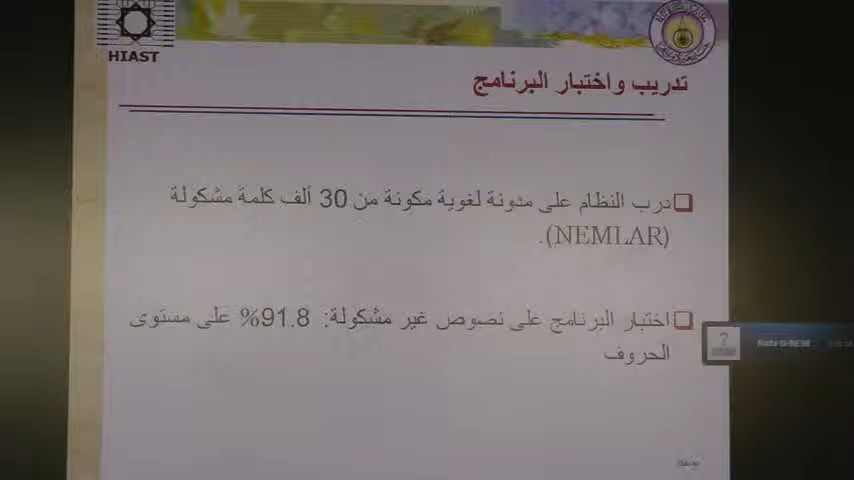 HIAST
تدريب واختبار البرنامج
درب النظام على مدونة لغوية مكونة من 30 ألف كلمة مشكولة
(NEMLAR).
اختبار البرنامج على نصوص غير مشكولة: 91.8% على مستوى
الحروف